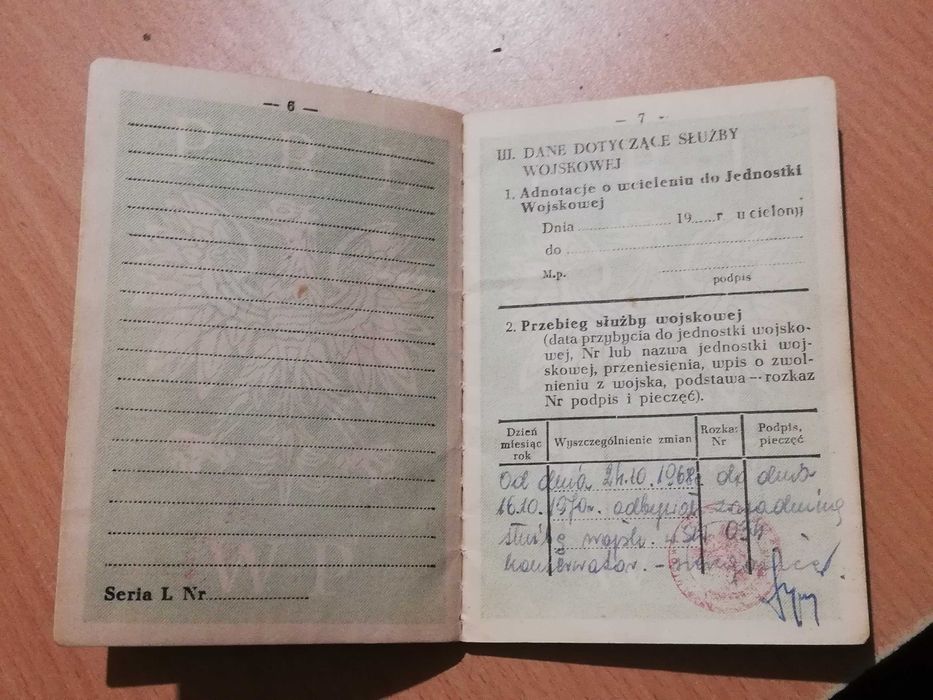 — 6 —
P R L
W P
Seria L Nr
— 7 —
III. DANE DOTYCZĄCE SŁUŻBY
WOJSKOWEJ
1. Adnotacje o wcieleniu do Jednostki
Wojskowej
Dnia 19 r. wcielony
do
M.p.
podpis
2. Przebieg służby wojskowej
(data przybycia do jednostki wojsko-
wej, Nr lub nazwa jednostki woj-
skowej, przeniesienia, wpis o zwol-
nieniu z wojska, podstawa — rozkaz
Nr podpis i pieczęć).
Dzień miesiąc rok
Wyszczególnienie zmian
Rozkaz Nr
Podpis, pieczęć
Od dnia 24.10.1968r do dnia
16.10.1970r. odbywał zasadniczą
służbę wojsk. 034
konserwator. –